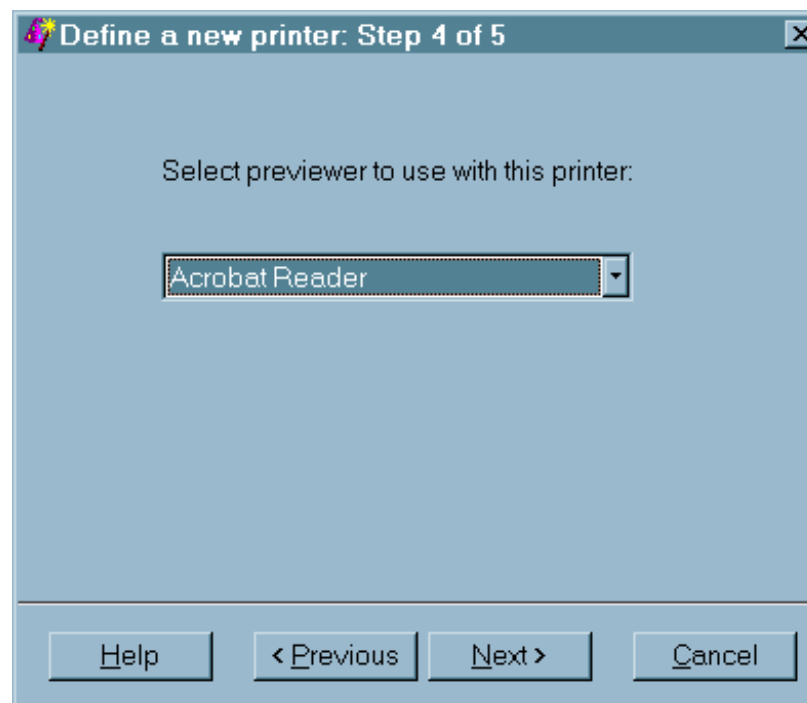 Define a new printer: Step 4 of 5
Select previewer to use with this printer:
Acrobat Reader
Help
< Previous
Next >
Cancel